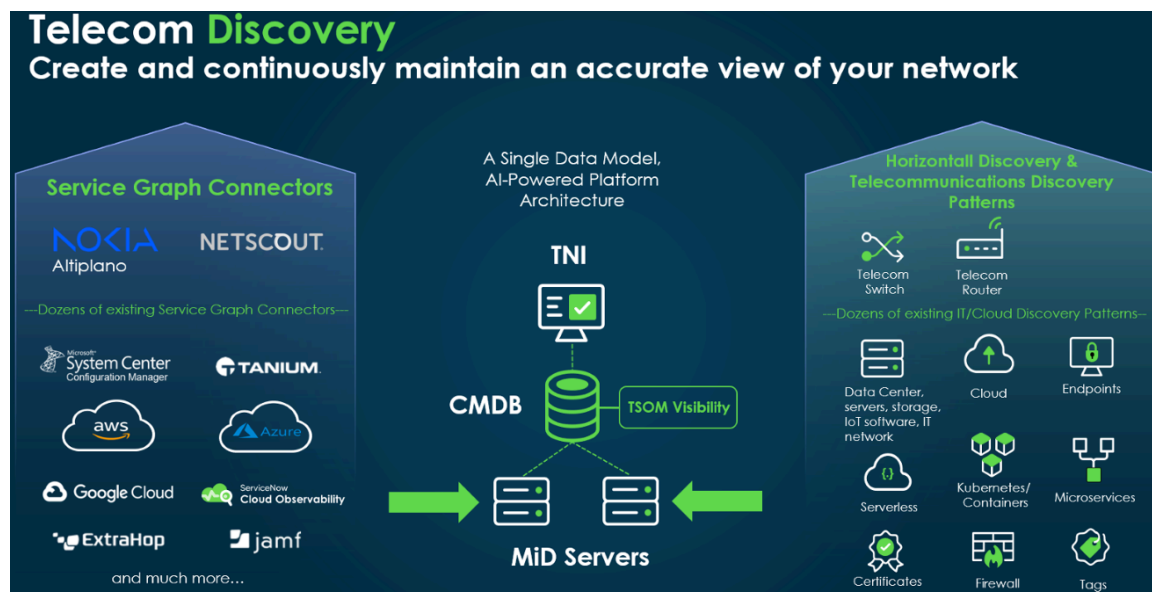 Telecom Discovery
Create and continuously maintain an accurate view of your network
Service Graph Connectors
NOKIA
Altiplano
NETSCOUT.
---Dozens of existing Service Graph Connectors---
Microsoft
System Center
Configuration Manager
TANIUM.
aws
Azure
Google Cloud
ServiceNow
Cloud Observability
ExtraHop
jamf
and much more...
A Single Data Model,
AI-Powered Platform
Architecture
TNI
CMDB
TSOM Visibility
MiD Servers
Horizontall Discovery &
Telecommunications Discovery
Patterns
Telecom
Switch
Telecom
Router
---Dozens of existing IT/Cloud Discovery Patterns--
Data Center,
servers, storage,
IoT software, IT
network
Cloud
Endpoints
{.}
Serverless
Kubernetes/
Containers
Microservices
Certificates
Firewall
Tags